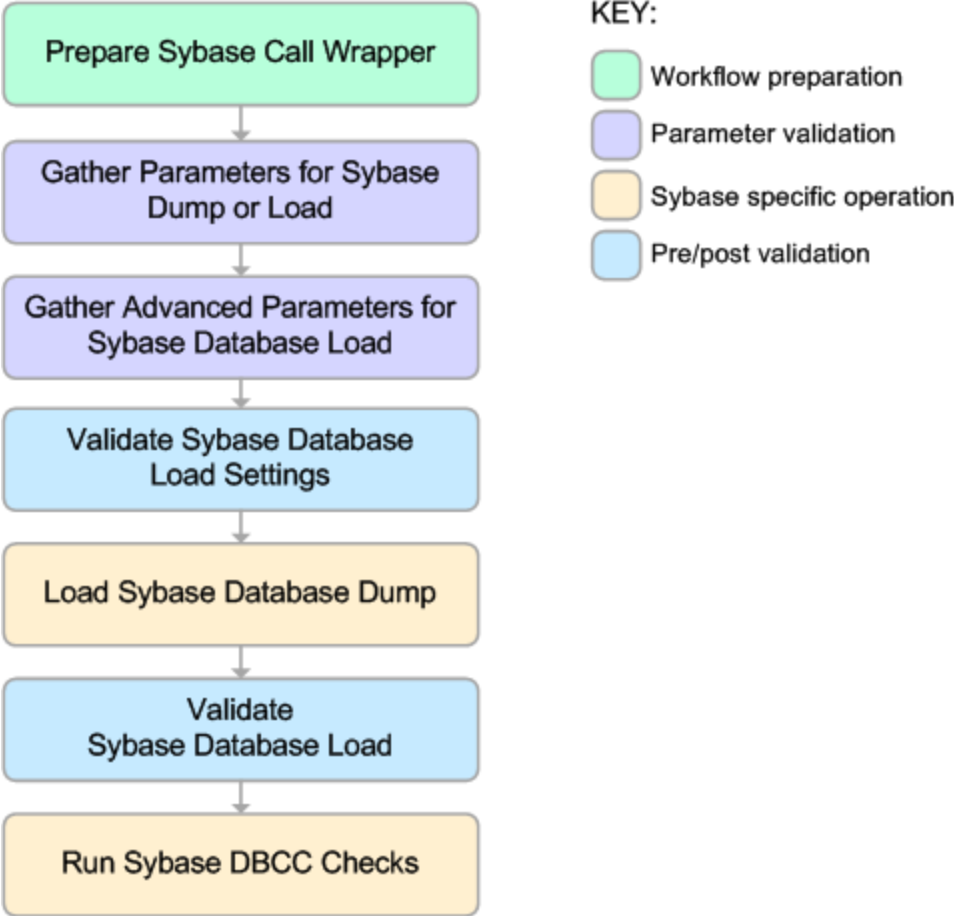 Prepare Sybase Call Wrapper
Gather Parameters for Sybase
Dump or Load
Gather Advanced Parameters for
Sybase Database Load
Validate Sybase Database
Load Settings
Load Sybase Database Dump
Validate
Sybase Database Load
Run Sybase DBCC Checks
KEY:
Workflow preparation
Parameter validation
Sybase specific operation
Pre/post validation